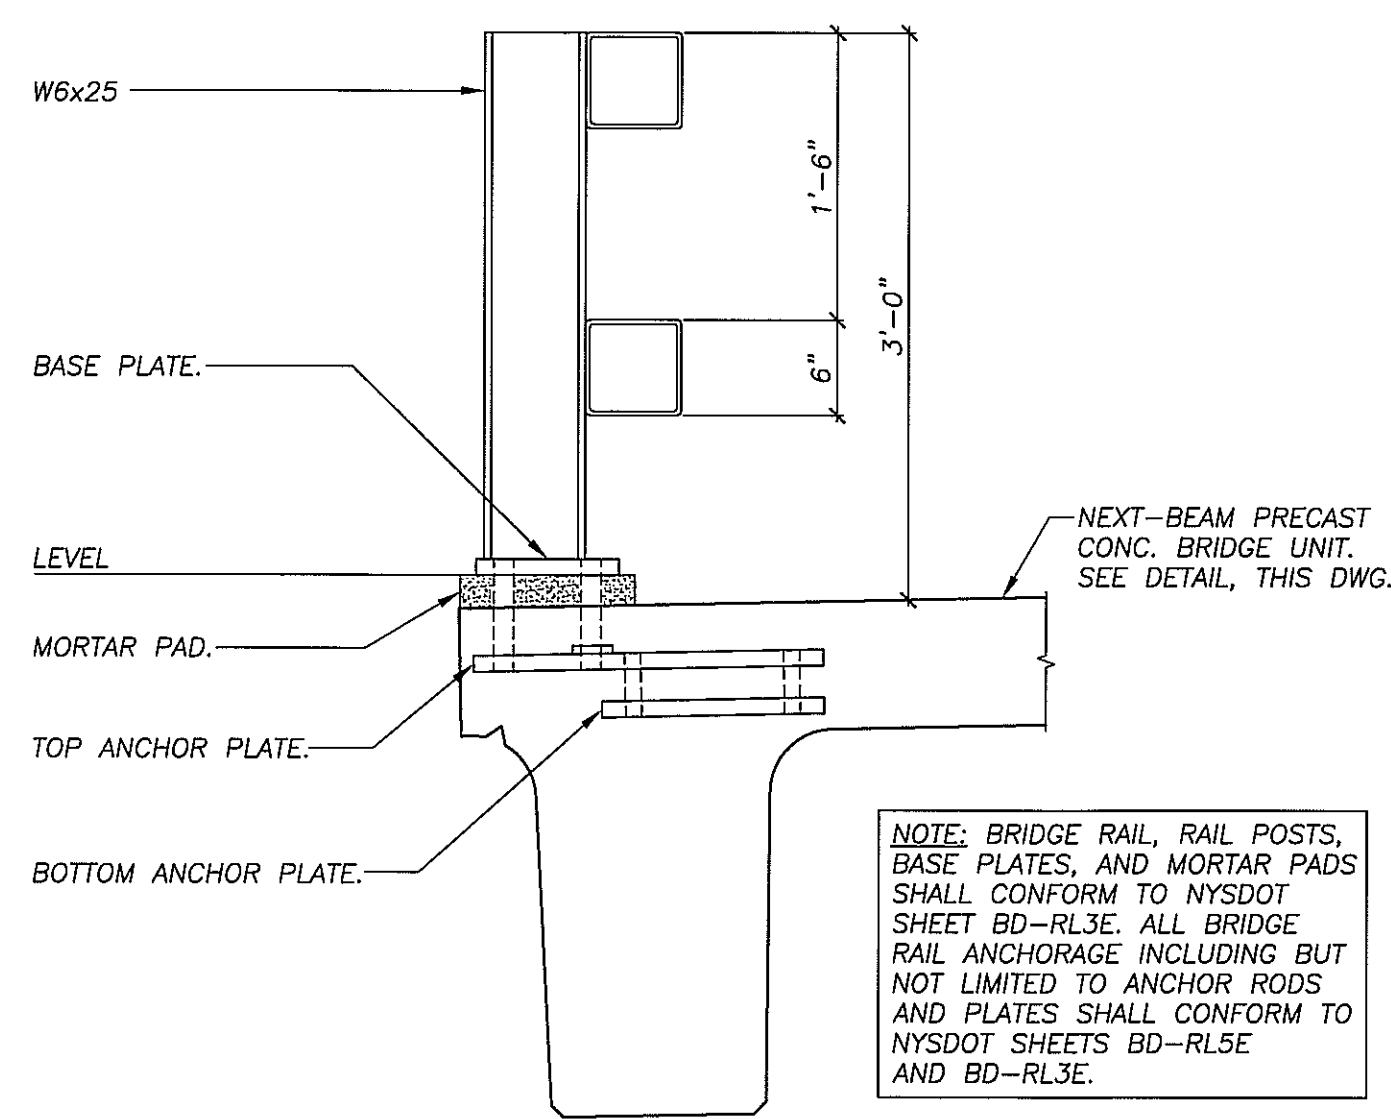 W6x25
1'-6"
3'-0"
6"
BASE PLATE.
NEXT-BEAM PRECAST
CONC. BRIDGE UNIT.
SEE DETAIL, THIS DWG.
LEVEL
MORTAR PAD.
TOP ANCHOR PLATE.
BOTTOM ANCHOR PLATE.
NOTE: BRIDGE RAIL, RAIL POSTS,
BASE PLATES, AND MORTAR PADS
SHALL CONFORM TO NYSDOT
SHEET BD-RL3E. ALL BRIDGE
RAIL ANCHORAGE INCLUDING BUT
NOT LIMITED TO ANCHOR RODS
AND PLATES SHALL CONFORM TO
NYSDOT SHEETS BD-RL5E
AND BD-RL3E.